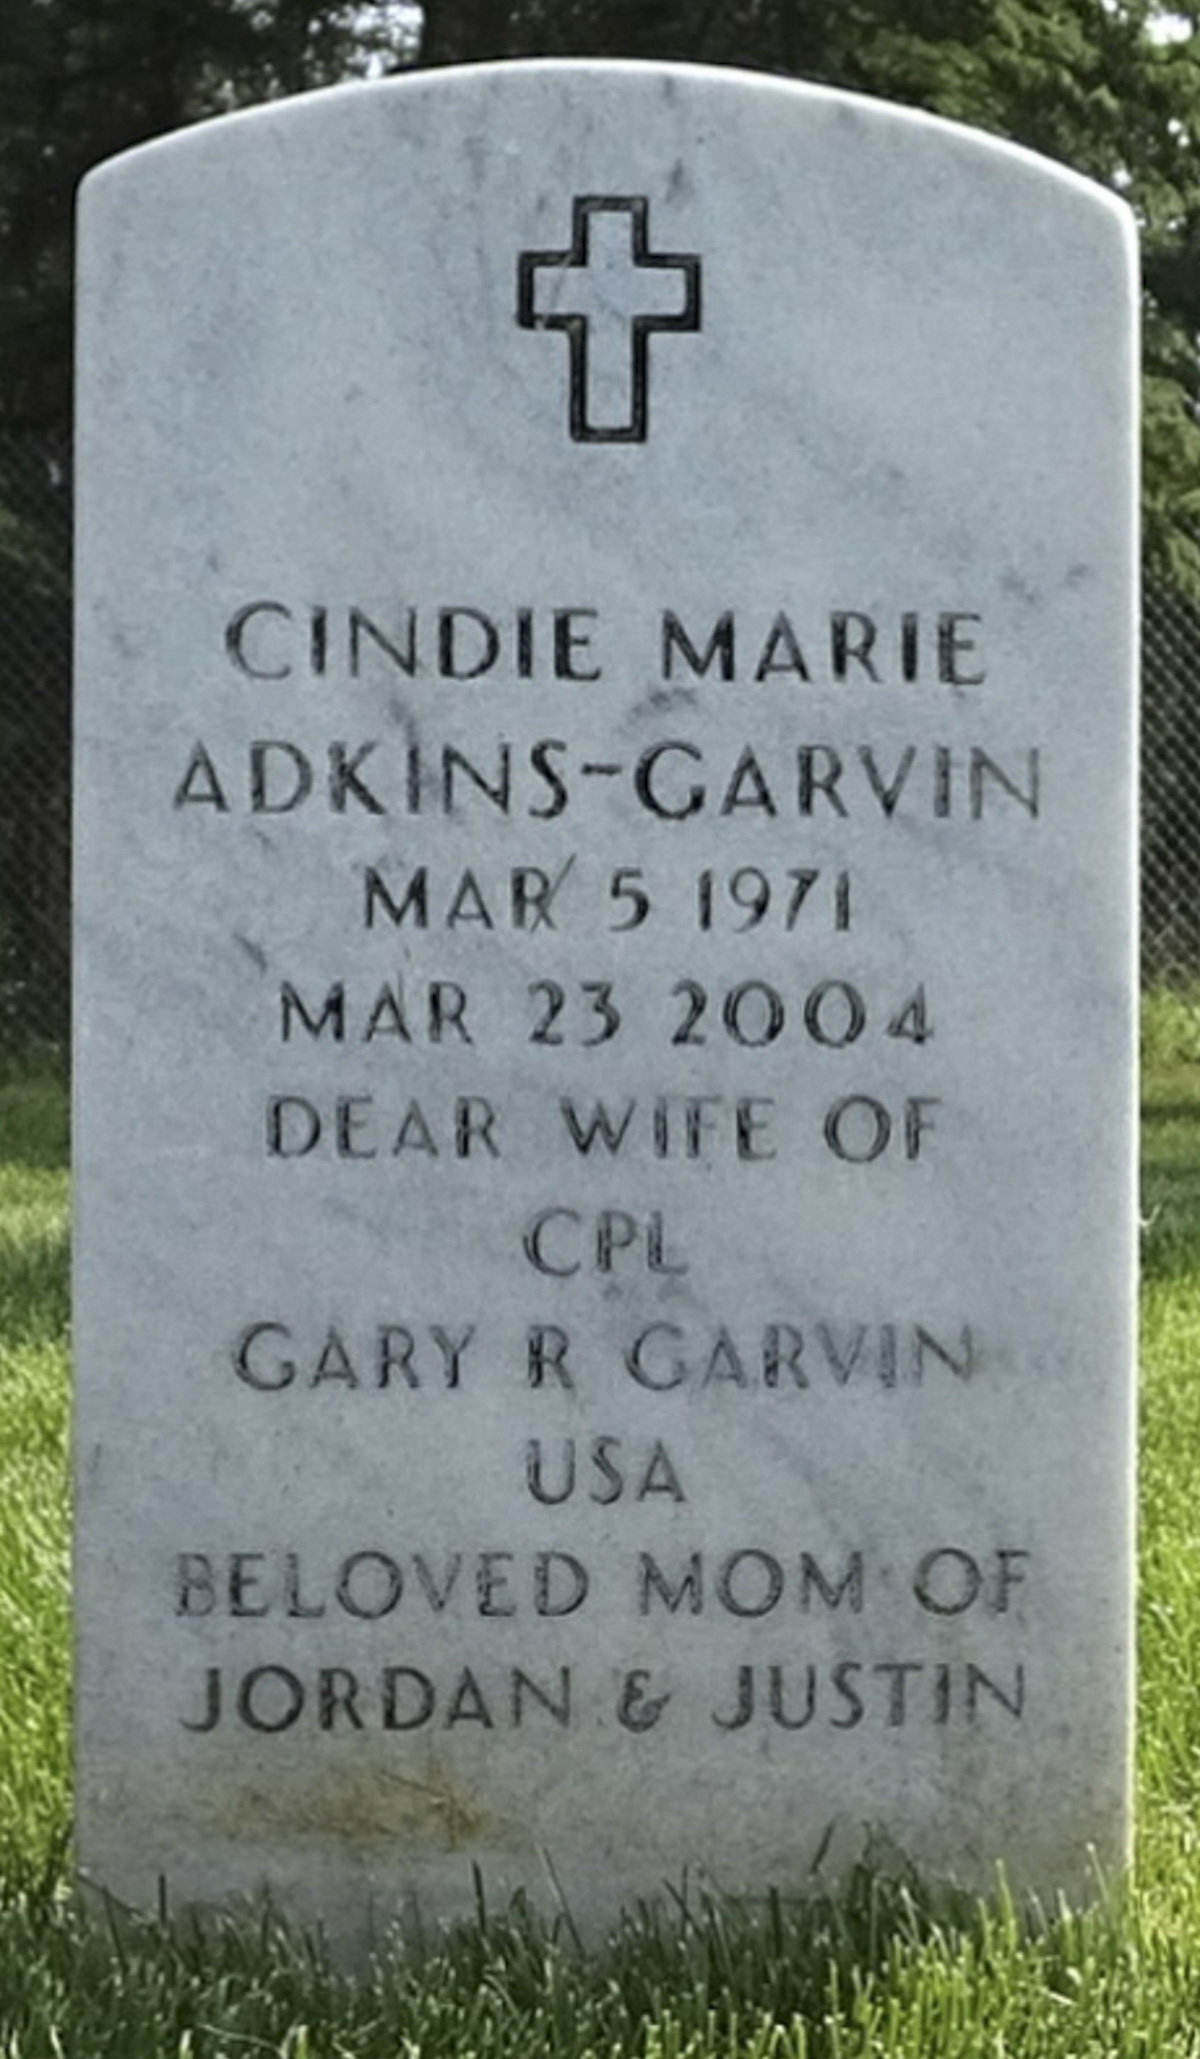 CINDIE MARIE
ADKINS-GARVIN
MAR 5 1971
MAR 23 2004
DEAR WIFE OF
CPL
GARY R GARVIN
USA
BELOVED MOM OF
JORDAN & JUSTIN